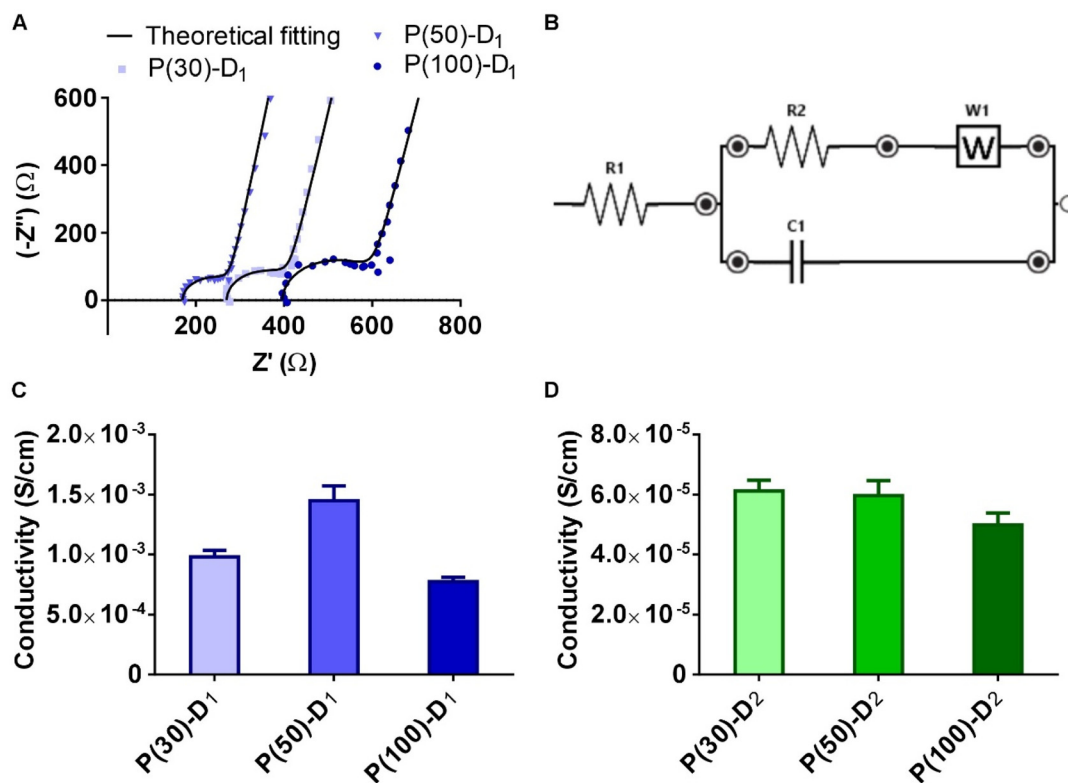 A
Theoretical fitting
P(30)-D₁
P(50)-D₁
P(100)-D₁
(-Z'') (Ω)
600
400
200
0
200
400
600
800
Z' (Ω)
B
R1
R2
W1
W
C1
C
Conductivity (S/cm)
2.0×10⁻³
1.5×10⁻³
1.0×10⁻³
5.0×10⁻⁴
0
P(30)-D¹
P(50)-D¹
P(100)-D¹
D
Conductivity (S/cm)
8.0×10⁻⁵
6.0×10⁻⁵
4.0×10⁻⁵
2.0×10⁻⁵
0
P(30)-D²
P(50)-D²
P(100)-D²